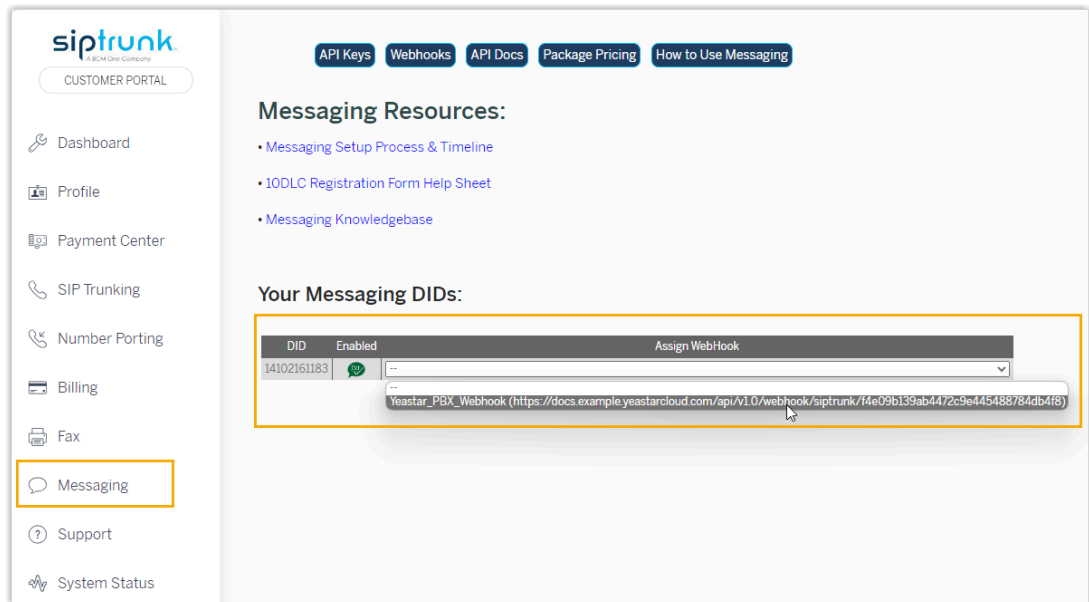 siptrunk.
A BCM One Company
CUSTOMER PORTAL
API Keys Webhooks API Docs Package Pricing How to Use Messaging
Messaging Resources:
• Messaging Setup Process & Timeline
• 10DLC Registration Form Help Sheet
• Messaging Knowledgebase
Dashboard
Profile
Payment Center
SIP Trunking
Number Porting
Billing
Fax
Messaging
Support
System Status
Your Messaging DIDs:
DID Enabled Assign WebHook
14102161183 --
--
Yeastar_PBX_Webhook (https://docs.example.yeastarcloud.com/api/v1.0/webhook/siptrunk/f4e09b139ab4472c9e445488784db4f8)